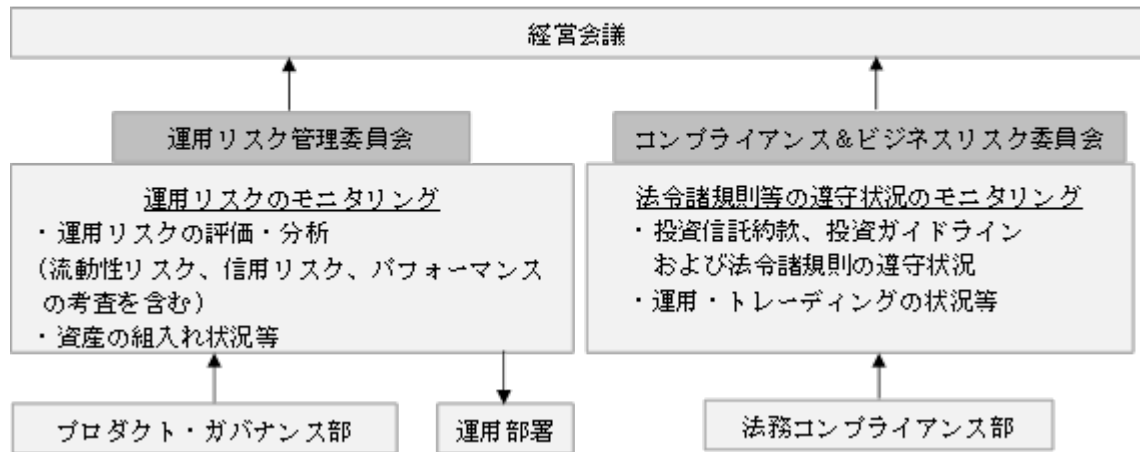 経営会議
運用リスク管理委員会
運用リスクのモニタリング
・運用リスクの評価・分析
(流動性リスク、信用リスク、パフォーマンス
の考査を含む)
・資産の組入れ状況等
プロダクト・ガバナンス部
運用部署
コンプライアンス&ビジネスリスク委員会
法令諸規則等の遵守状況のモニタリング
・投資信託約款、投資ガイドライン
および法令諸規則の遵守状況
・運用・トレーディングの状況等
法務コンプライアンス部